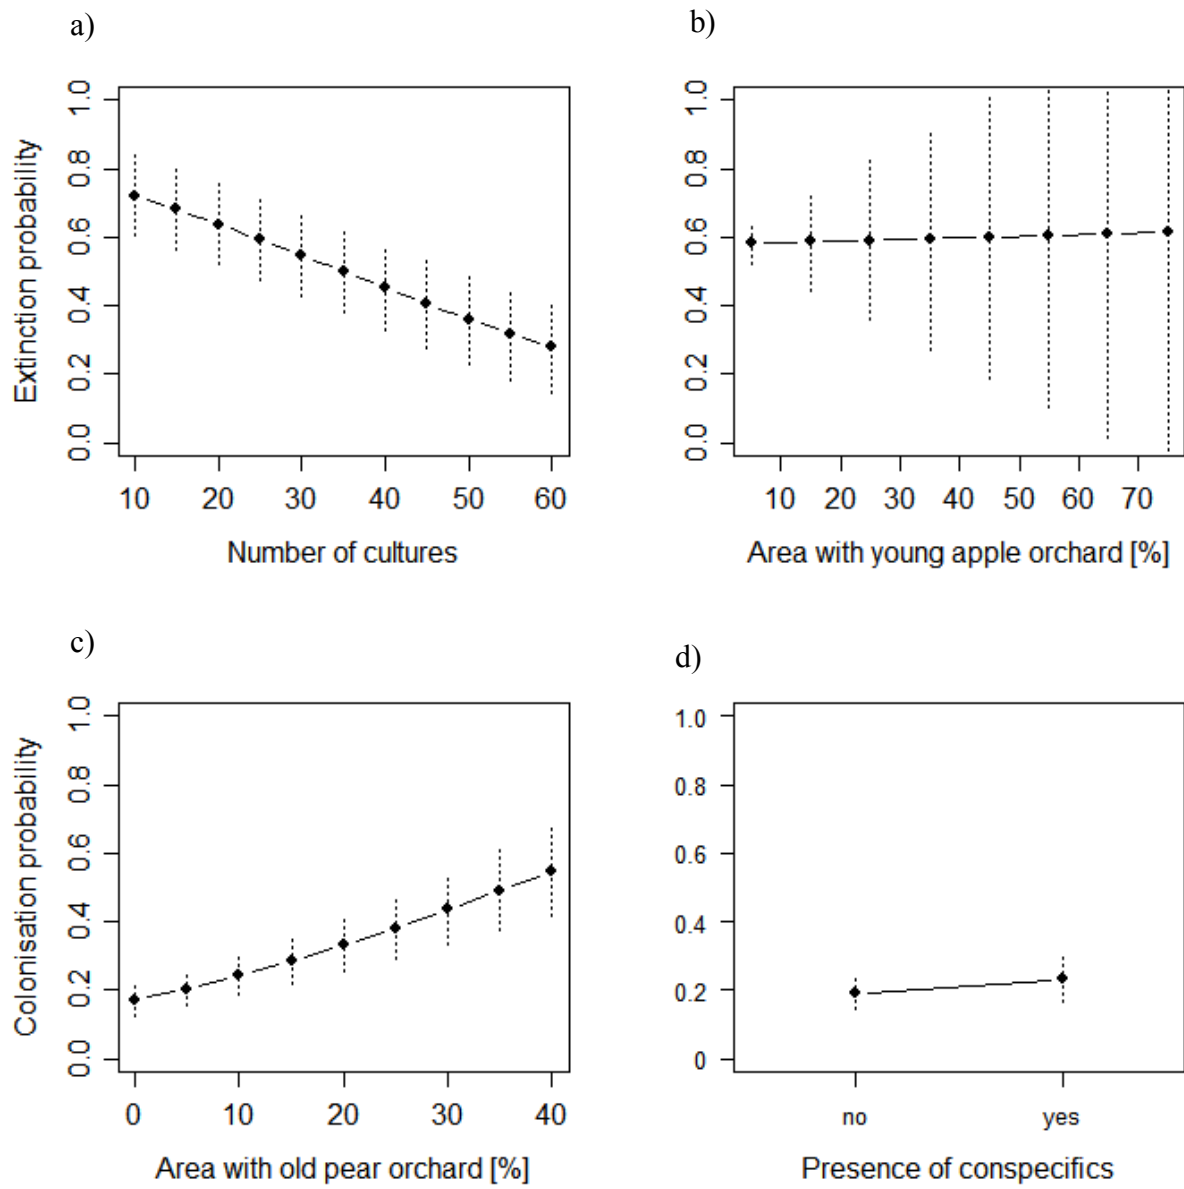 a)
Extinction probability
0.0 0.2 0.4 0.6 0.8 1.0
10 20 30 40 50 60
Number of cultures
b)
0.0 0.2 0.4 0.6 0.8 1.0
10 20 30 40 50 60 70
Area with young apple orchard [%]
c)
Colonisation probability
0.0 0.2 0.4 0.6 0.8 1.0
0 10 20 30 40
Area with old pear orchard [%]
d)
1.0
0.8
0.6
0.4
0.2
0
no yes
Presence of conspecifics